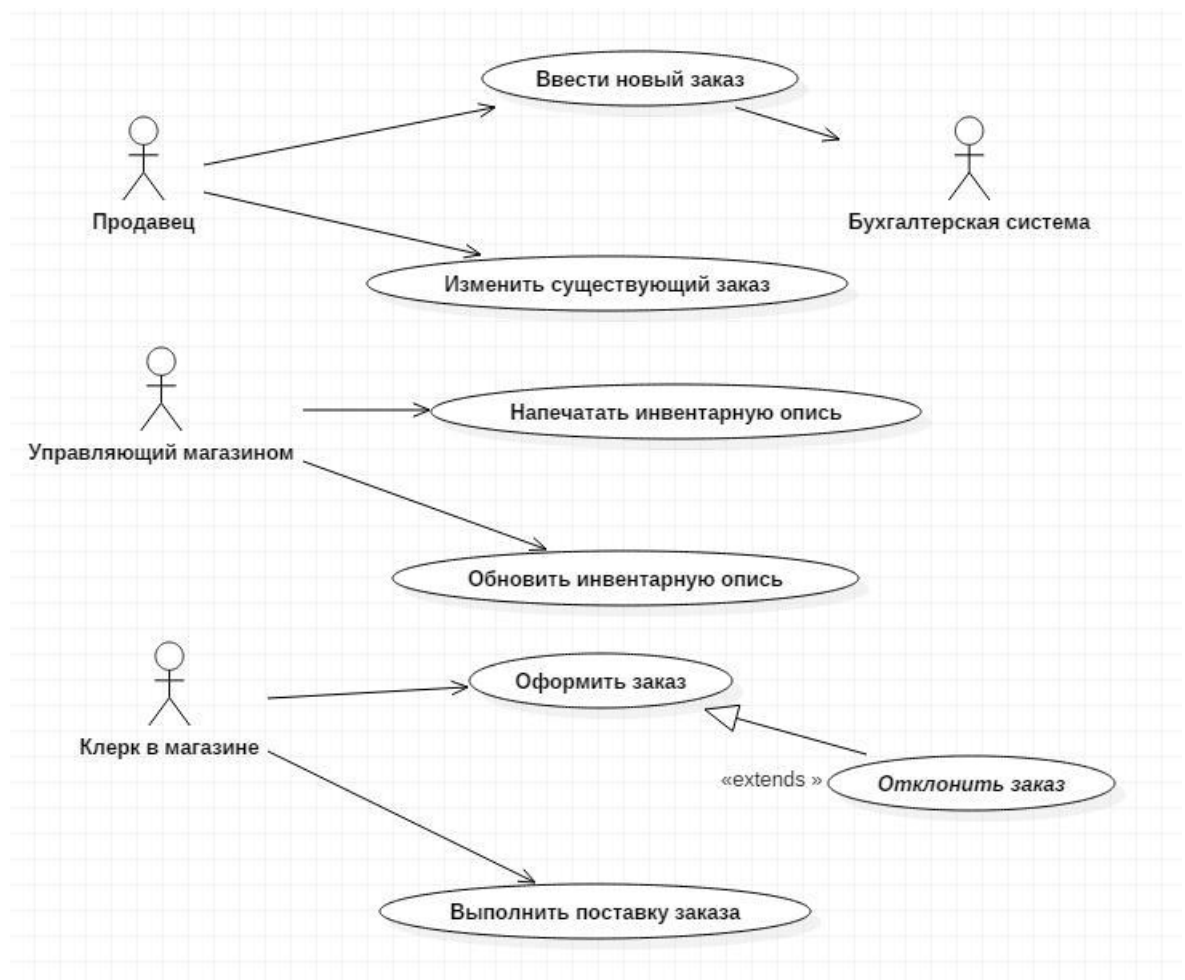 Ввести новый заказ
Продавец
Бухгалтерская система
Изменить существующий заказ
Напечатать инвентарную опись
Управляющий магазином
Обновить инвентарную опись
Оформить заказ
Клерк в магазине
«extends »
Отклонить заказ
Выполнить поставку заказа